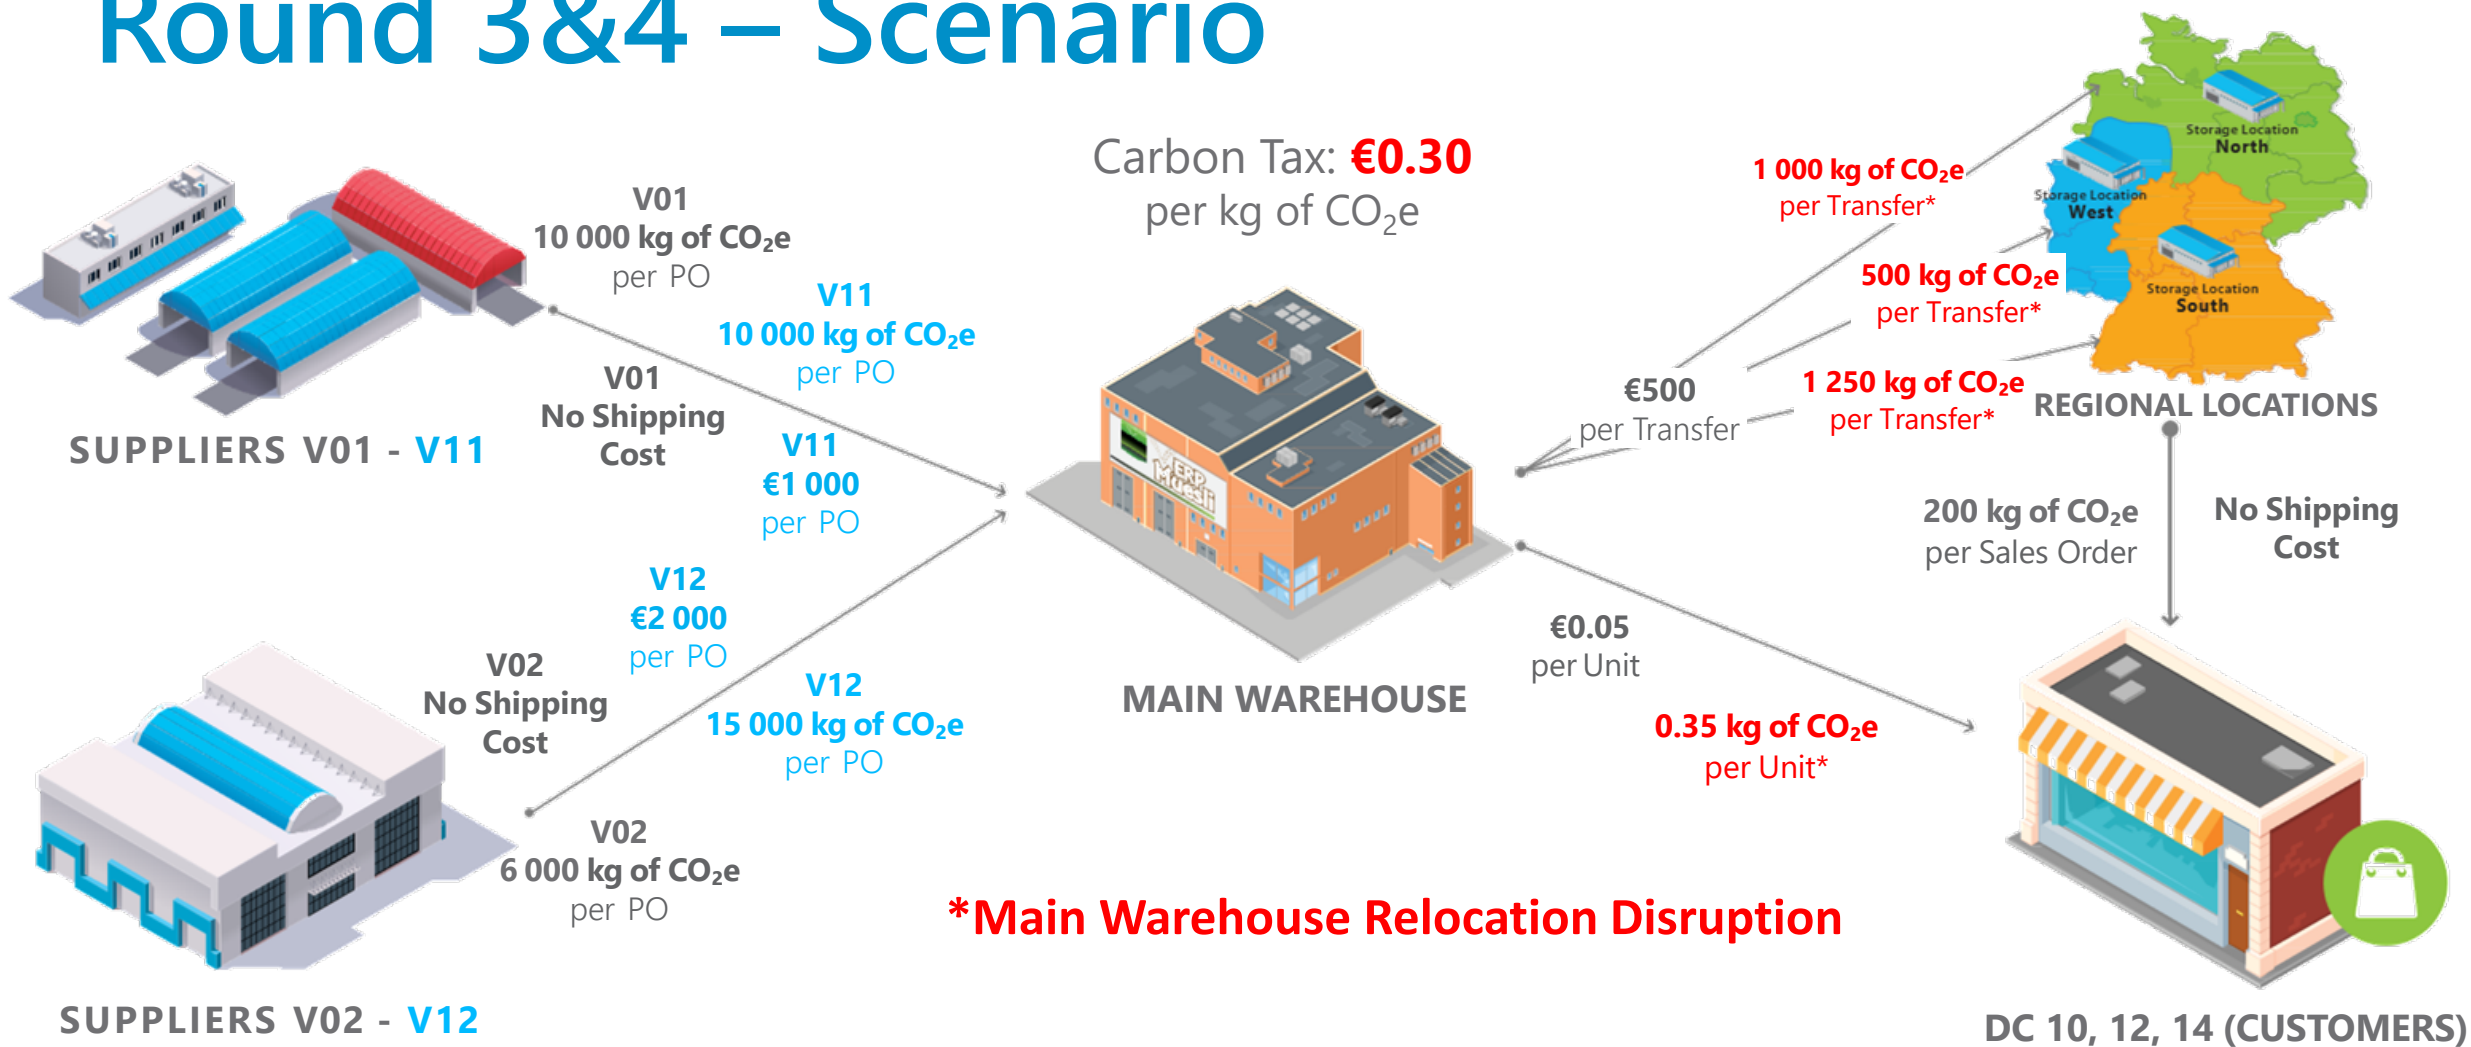 Round 3&4 – Scenario
Carbon Tax: €0.30
per kg of CO₂e
V01
10 000 kg of CO₂e
per PO
V11
10 000 kg of CO₂e
per PO
V01
No Shipping
Cost
V11
€1 000
per PO
SUPPLIERS V01 - V11
V12
€2 000
per PO
V02
No Shipping
Cost
V12
15 000 kg of CO₂e
per PO
V02
6 000 kg of CO₂e
per PO
SUPPLIERS V02 - V12
ERP
Muesli
MAIN WAREHOUSE
€500
per Transfer
1 000 kg of CO₂e
per Transfer*
500 kg of CO₂e
per Transfer*
1 250 kg of CO₂e
per Transfer*
Storage Location
North
Storage Location
West
Storage Location
South
REGIONAL LOCATIONS
200 kg of CO₂e
per Sales Order
No Shipping
Cost
€0.05
per Unit
0.35 kg of CO₂e
per Unit*
*Main Warehouse Relocation Disruption
DC 10, 12, 14 (CUSTOMERS)